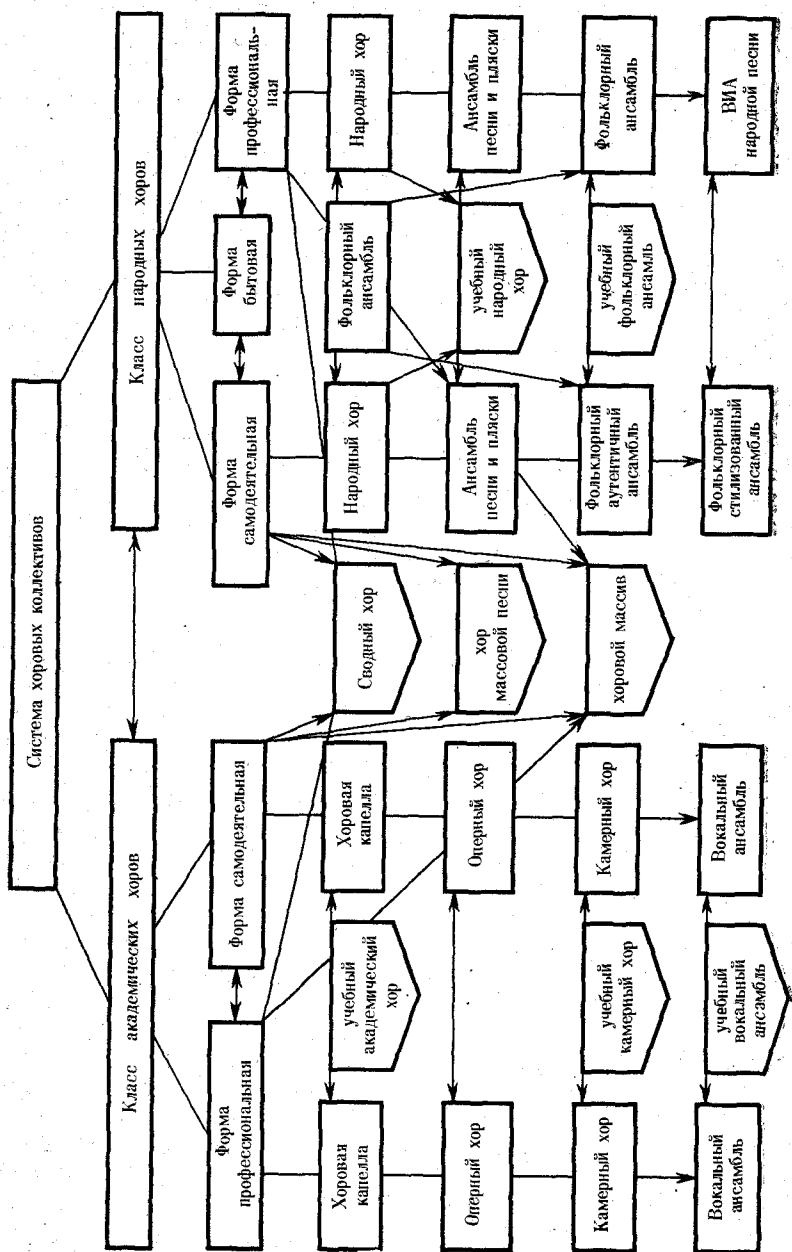 Система хоровых коллективов
Класс академических хоров
Класс народных хоров
Форма
профессиональная
Форма самодеятельная
Форма
самодеятельная
Форма
бытовая
Форма
профессиональ-
ная
Хоровая
капелла
учебный
академический
хор
Хоровая
капелла
Сводный хор
Народный хор
Фольклорный
ансамбль
Народный хор
Оперный хор
Оперный хор
хор
массовой песни
Ансамбль
песни и пляски
учебный
народный
хор
Ансамбль
песни и пляски
Камерный хор
учебный
камерный хор
Камерный хор
хоровой массив
Фольклорный
аутентичный
ансамбль
учебный
фольклорный
ансамль
Фольклорный
ансамбль
Вокальный
ансамбль
учебный
вокальный
ансамбль
Вокальный
ансамбль
Фольклорный
стилизованный
ансамбль
ВИА
народной песни